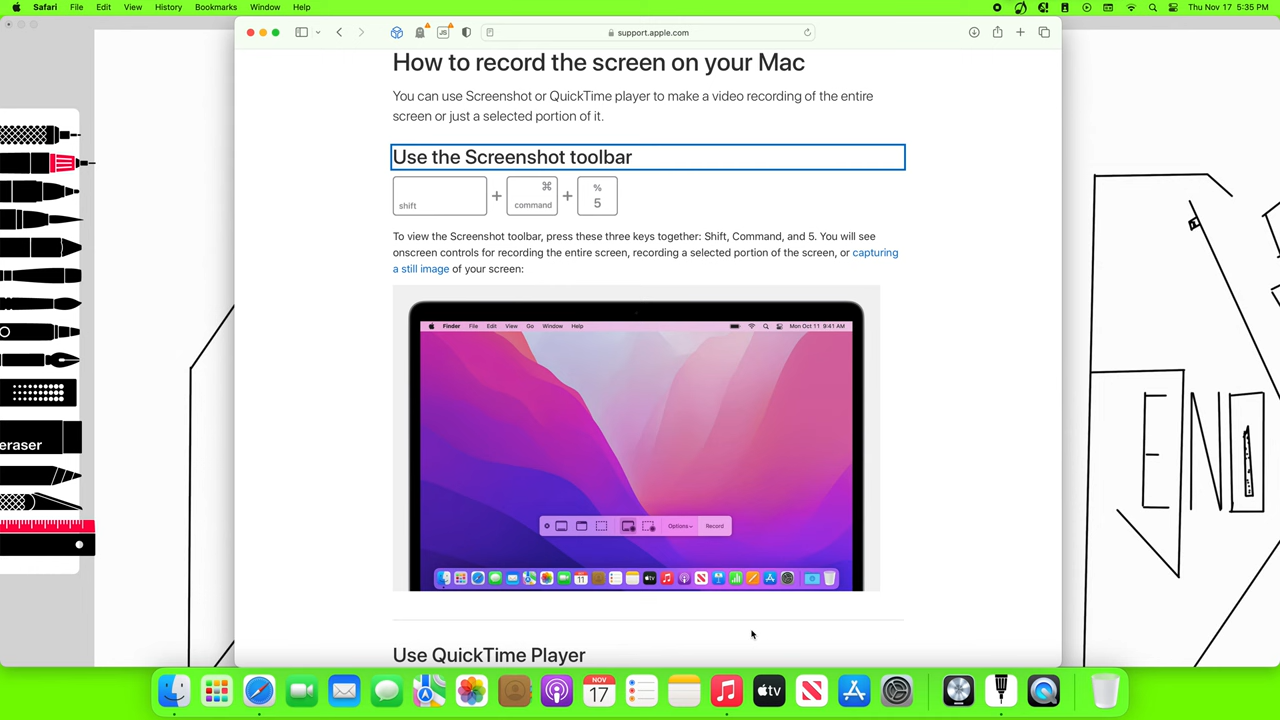 Safari File Edit View History Bookmarks Window Help Thu Nov 17 5:35 PM
support.apple.com
JS
How to record the screen on your Mac
You can use Screenshot or QuickTime player to make a video recording of the entire
screen or just a selected portion of it.
Use the Screenshot toolbar
shift + ⌘ command + % 5
To view the Screenshot toolbar, press these three keys together: Shift, Command, and 5. You will see
onscreen controls for recording the entire screen, recording a selected portion of the screen, or capturing
a still image of your screen:
Finder File Edit View Go Window Help Mon Oct 11 9:41 AM
Options Record
Use QuickTime Player
eraser
END
NOV
17
tv